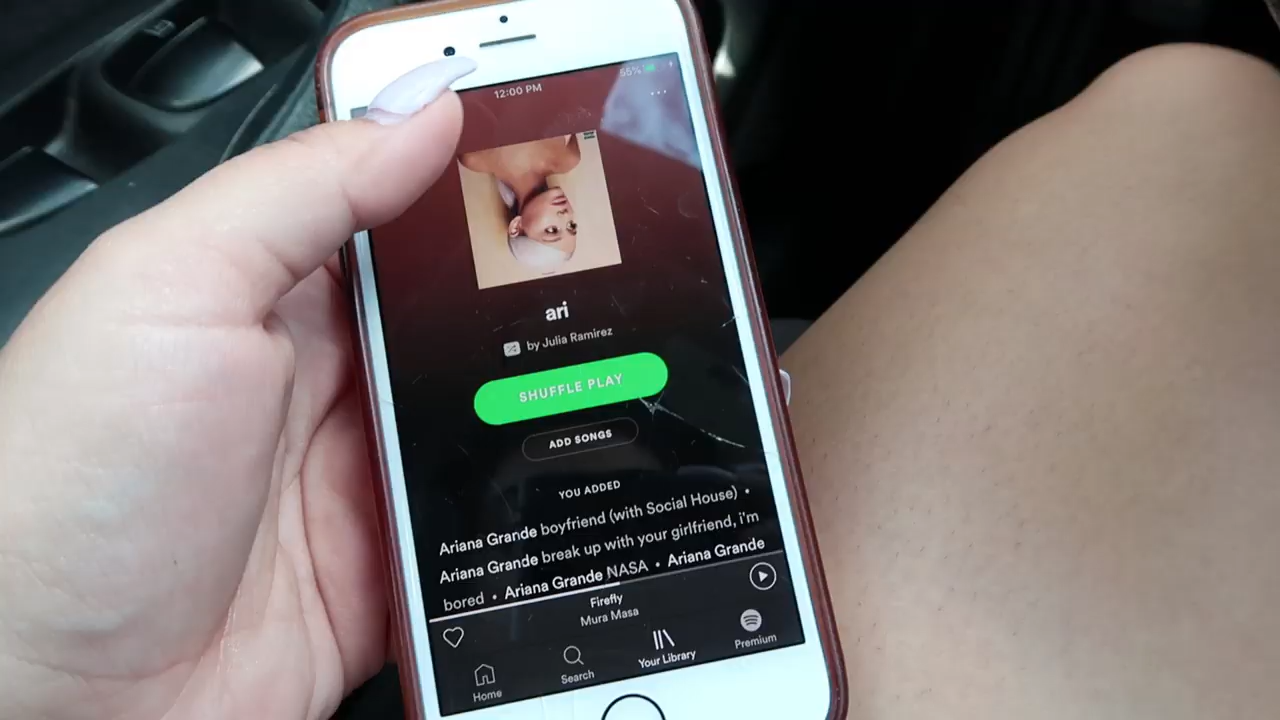 12:00 PM
55%
ari
by Julia Ramirez
SHUFFLE PLAY
ADD SONGS
YOU ADDED
Ariana Grande boyfriend (with Social House) •
Ariana Grande break up with your girlfriend, i'm
bored • Ariana Grande NASA • Ariana Grande
Firefly
Mura Masa
Home
Search
Your Library
Premium